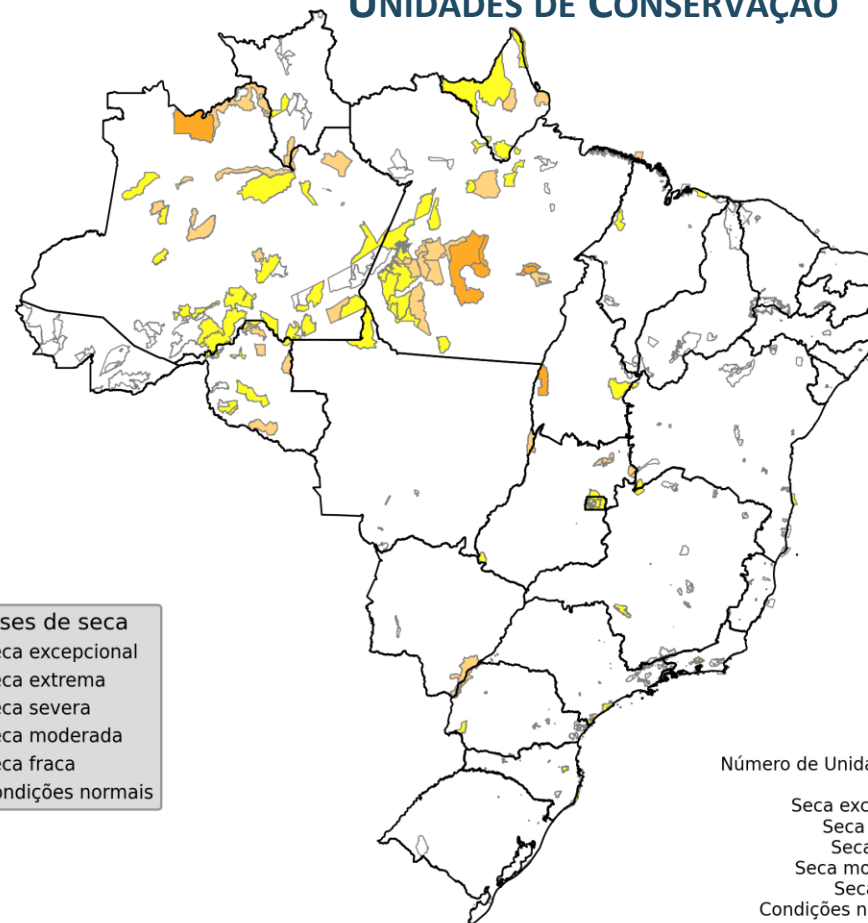 UNIDADES DE CONSERVAÇÃO
ses de seca
eca excepcional
eca extrema
eca severa
eca moderada
eca fraca
ondições normais
Número de Unida
Seca exc
Seca
Seca
Seca mo
Seca
Condições n